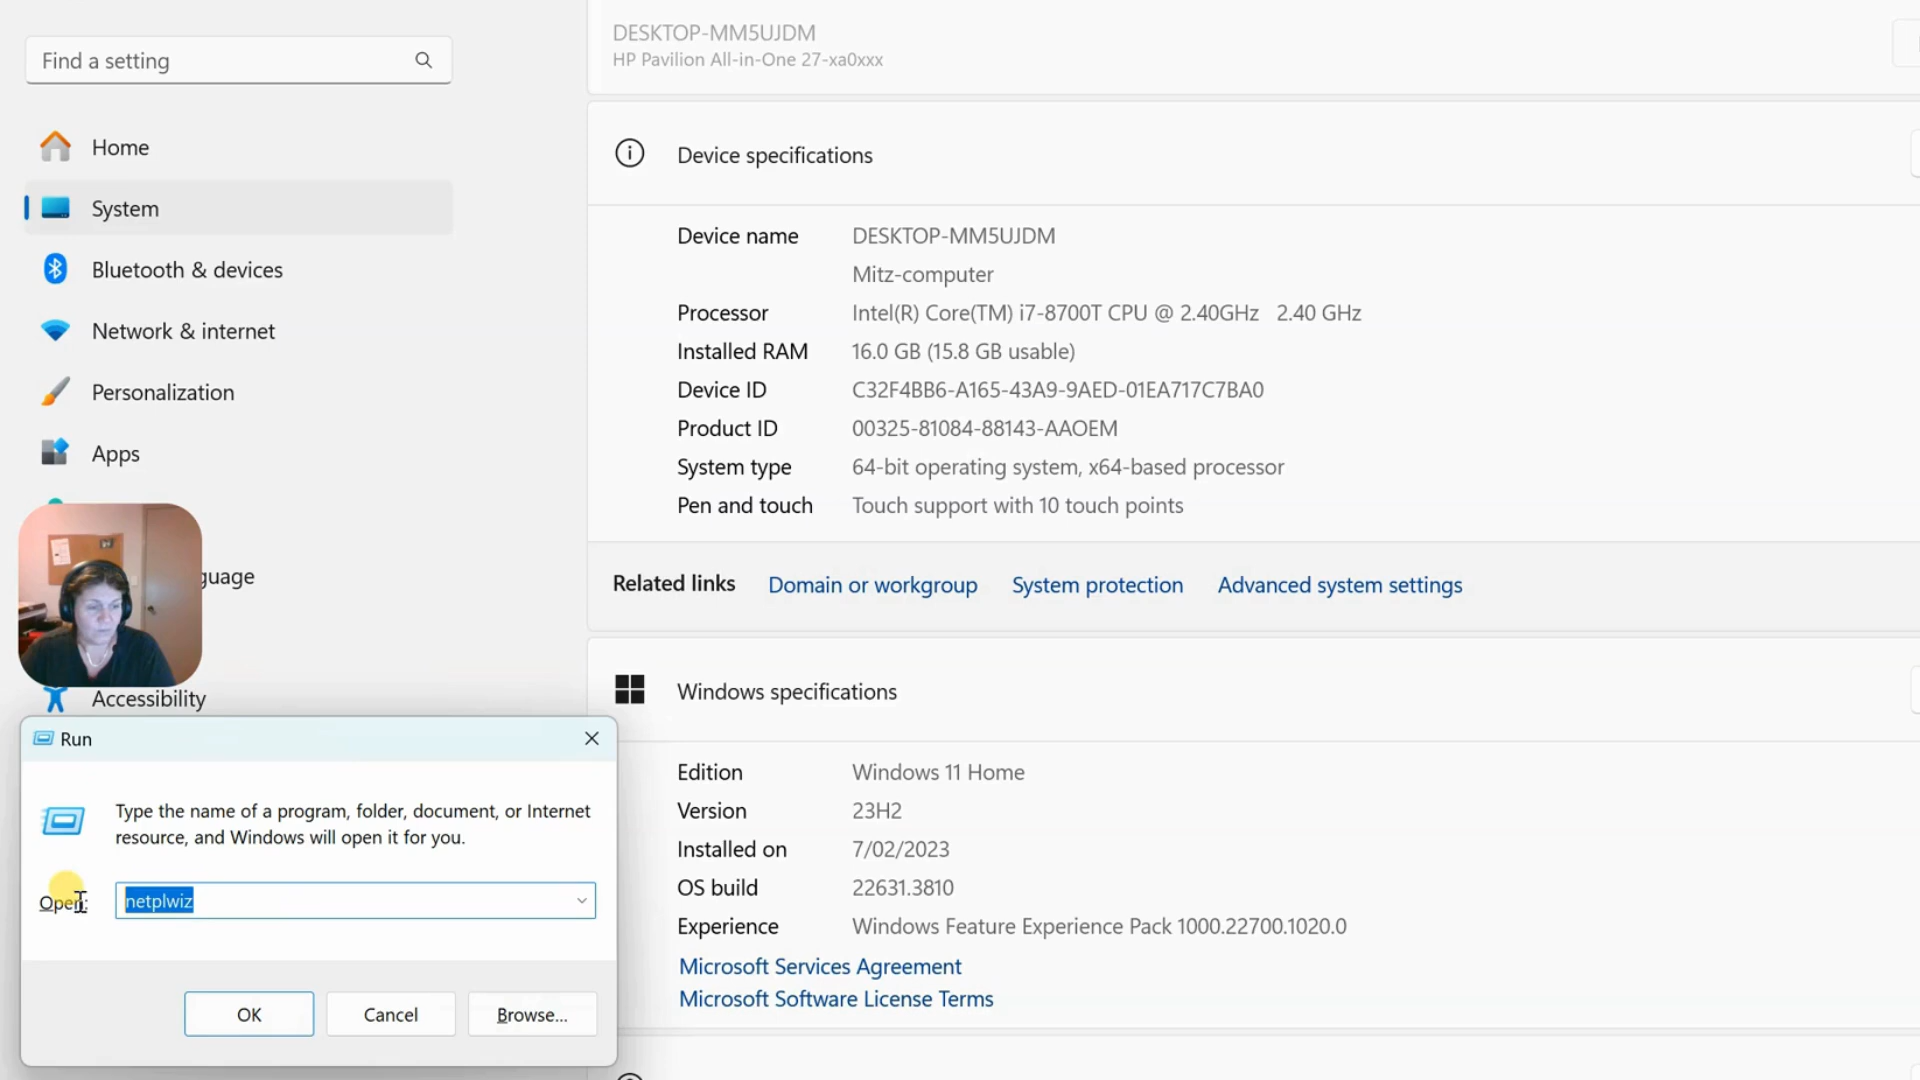 Find a setting
Home
System
Bluetooth & devices
Network & internet
Personalization
Apps
guage
Accessibility
DESKTOP-MM5UJDM
HP Pavilion All-in-One 27-xa0xxx
Device specifications
Device name DESKTOP-MM5UJDM
Mitz-computer
Processor Intel(R) Core(TM) i7-8700T CPU @ 2.40GHz 2.40 GHz
Installed RAM 16.0 GB (15.8 GB usable)
Device ID C32F4BB6-A165-43A9-9AED-01EA717C7BA0
Product ID 00325-81084-88143-AAOEM
System type 64-bit operating system, x64-based processor
Pen and touch Touch support with 10 touch points
Related links Domain or workgroup System protection Advanced system settings
Windows specifications
Edition Windows 11 Home
Version 23H2
Installed on 7/02/2023
OS build 22631.3810
Experience Windows Feature Experience Pack 1000.22700.1020.0
Microsoft Services Agreement
Microsoft Software License Terms
Run
Type the name of a program, folder, document, or Internet
resource, and Windows will open it for you.
Open: netplwiz
OK Cancel Browse...